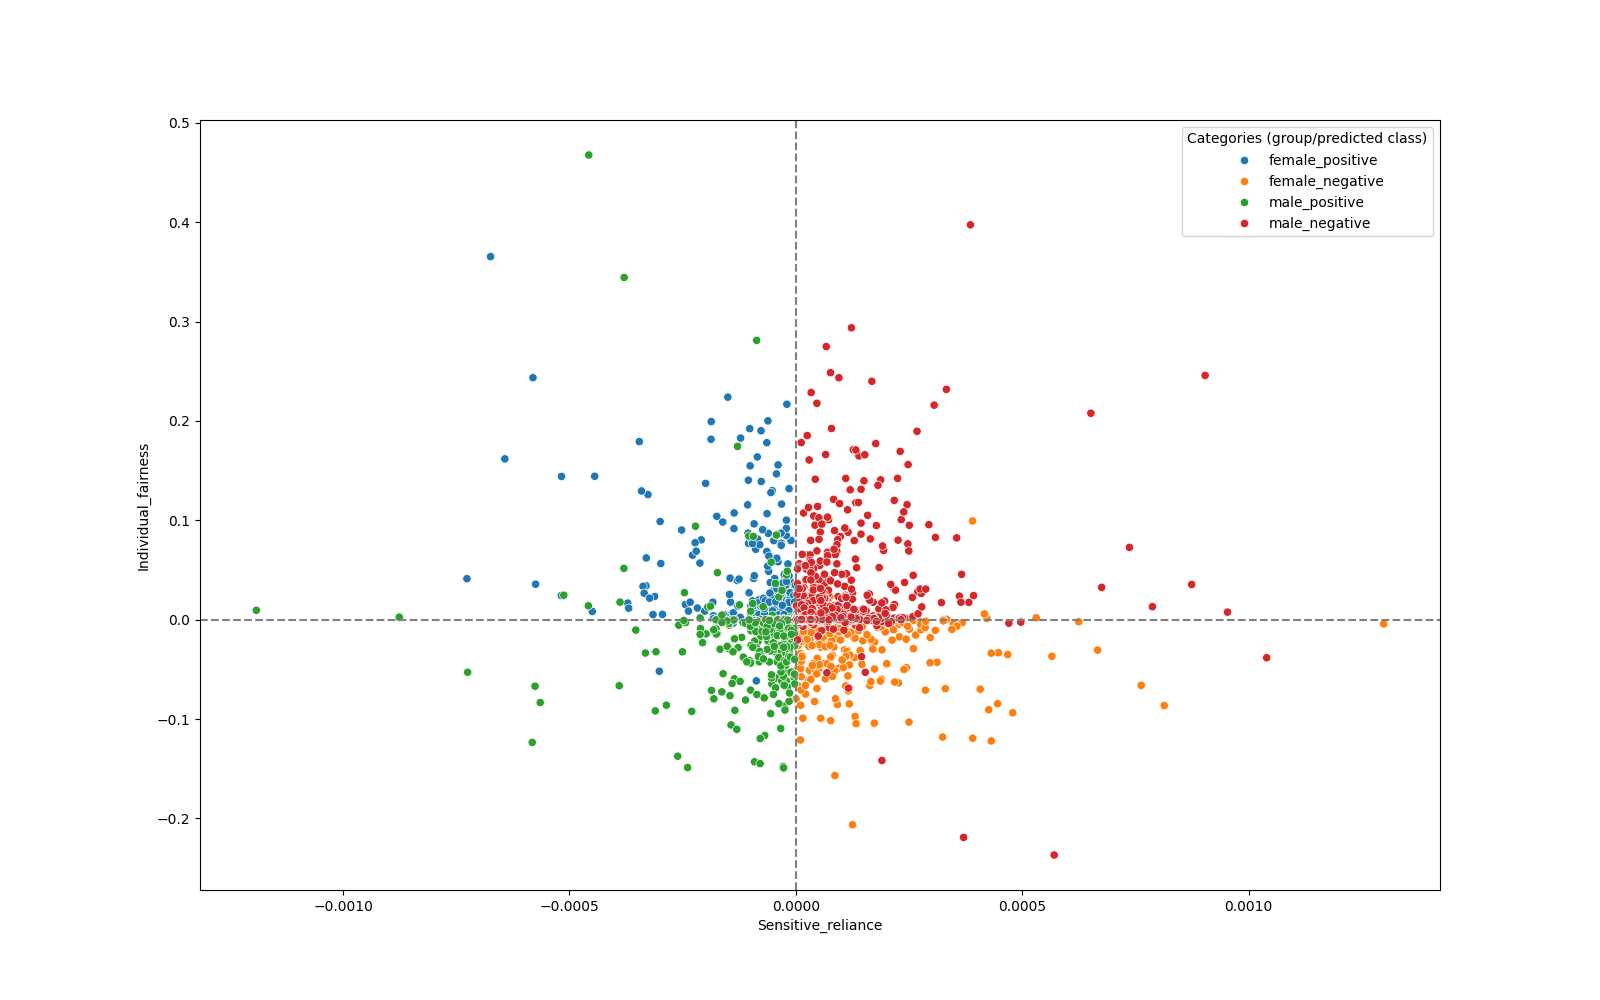 Categories (group/predicted class)
female_positive
female_negative
male_positive
male_negative
0.5
0.4
0.3
0.2
0.1
0.0
−0.1
−0.2
Individual_fairness
−0.0010
−0.0005
0.0000
0.0005
0.0010
Sensitive_reliance